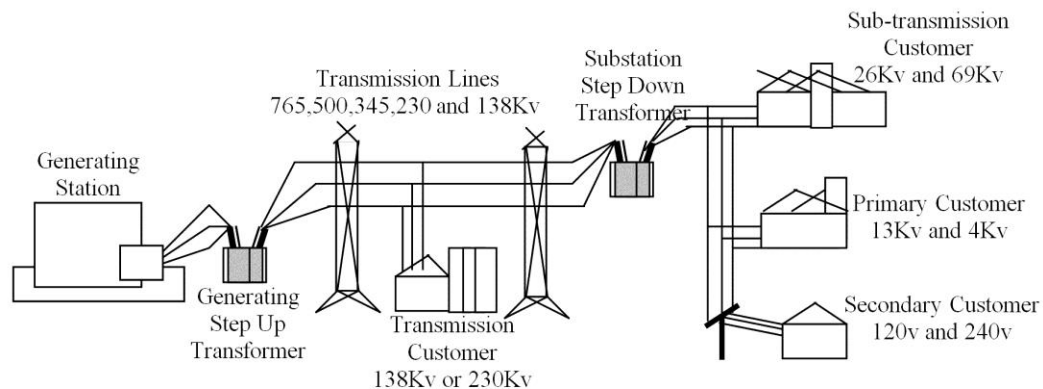 Generating
Station
Generating
Step Up
Transformer
Transmission Lines
765,500,345,230 and 138Kv
Transmission
Customer
138Kv or 230Kv
Substation
Step Down
Transformer
Sub-transmission
Customer
26Kv and 69Kv
Primary Customer
13Kv and 4Kv
Secondary Customer
120v and 240v